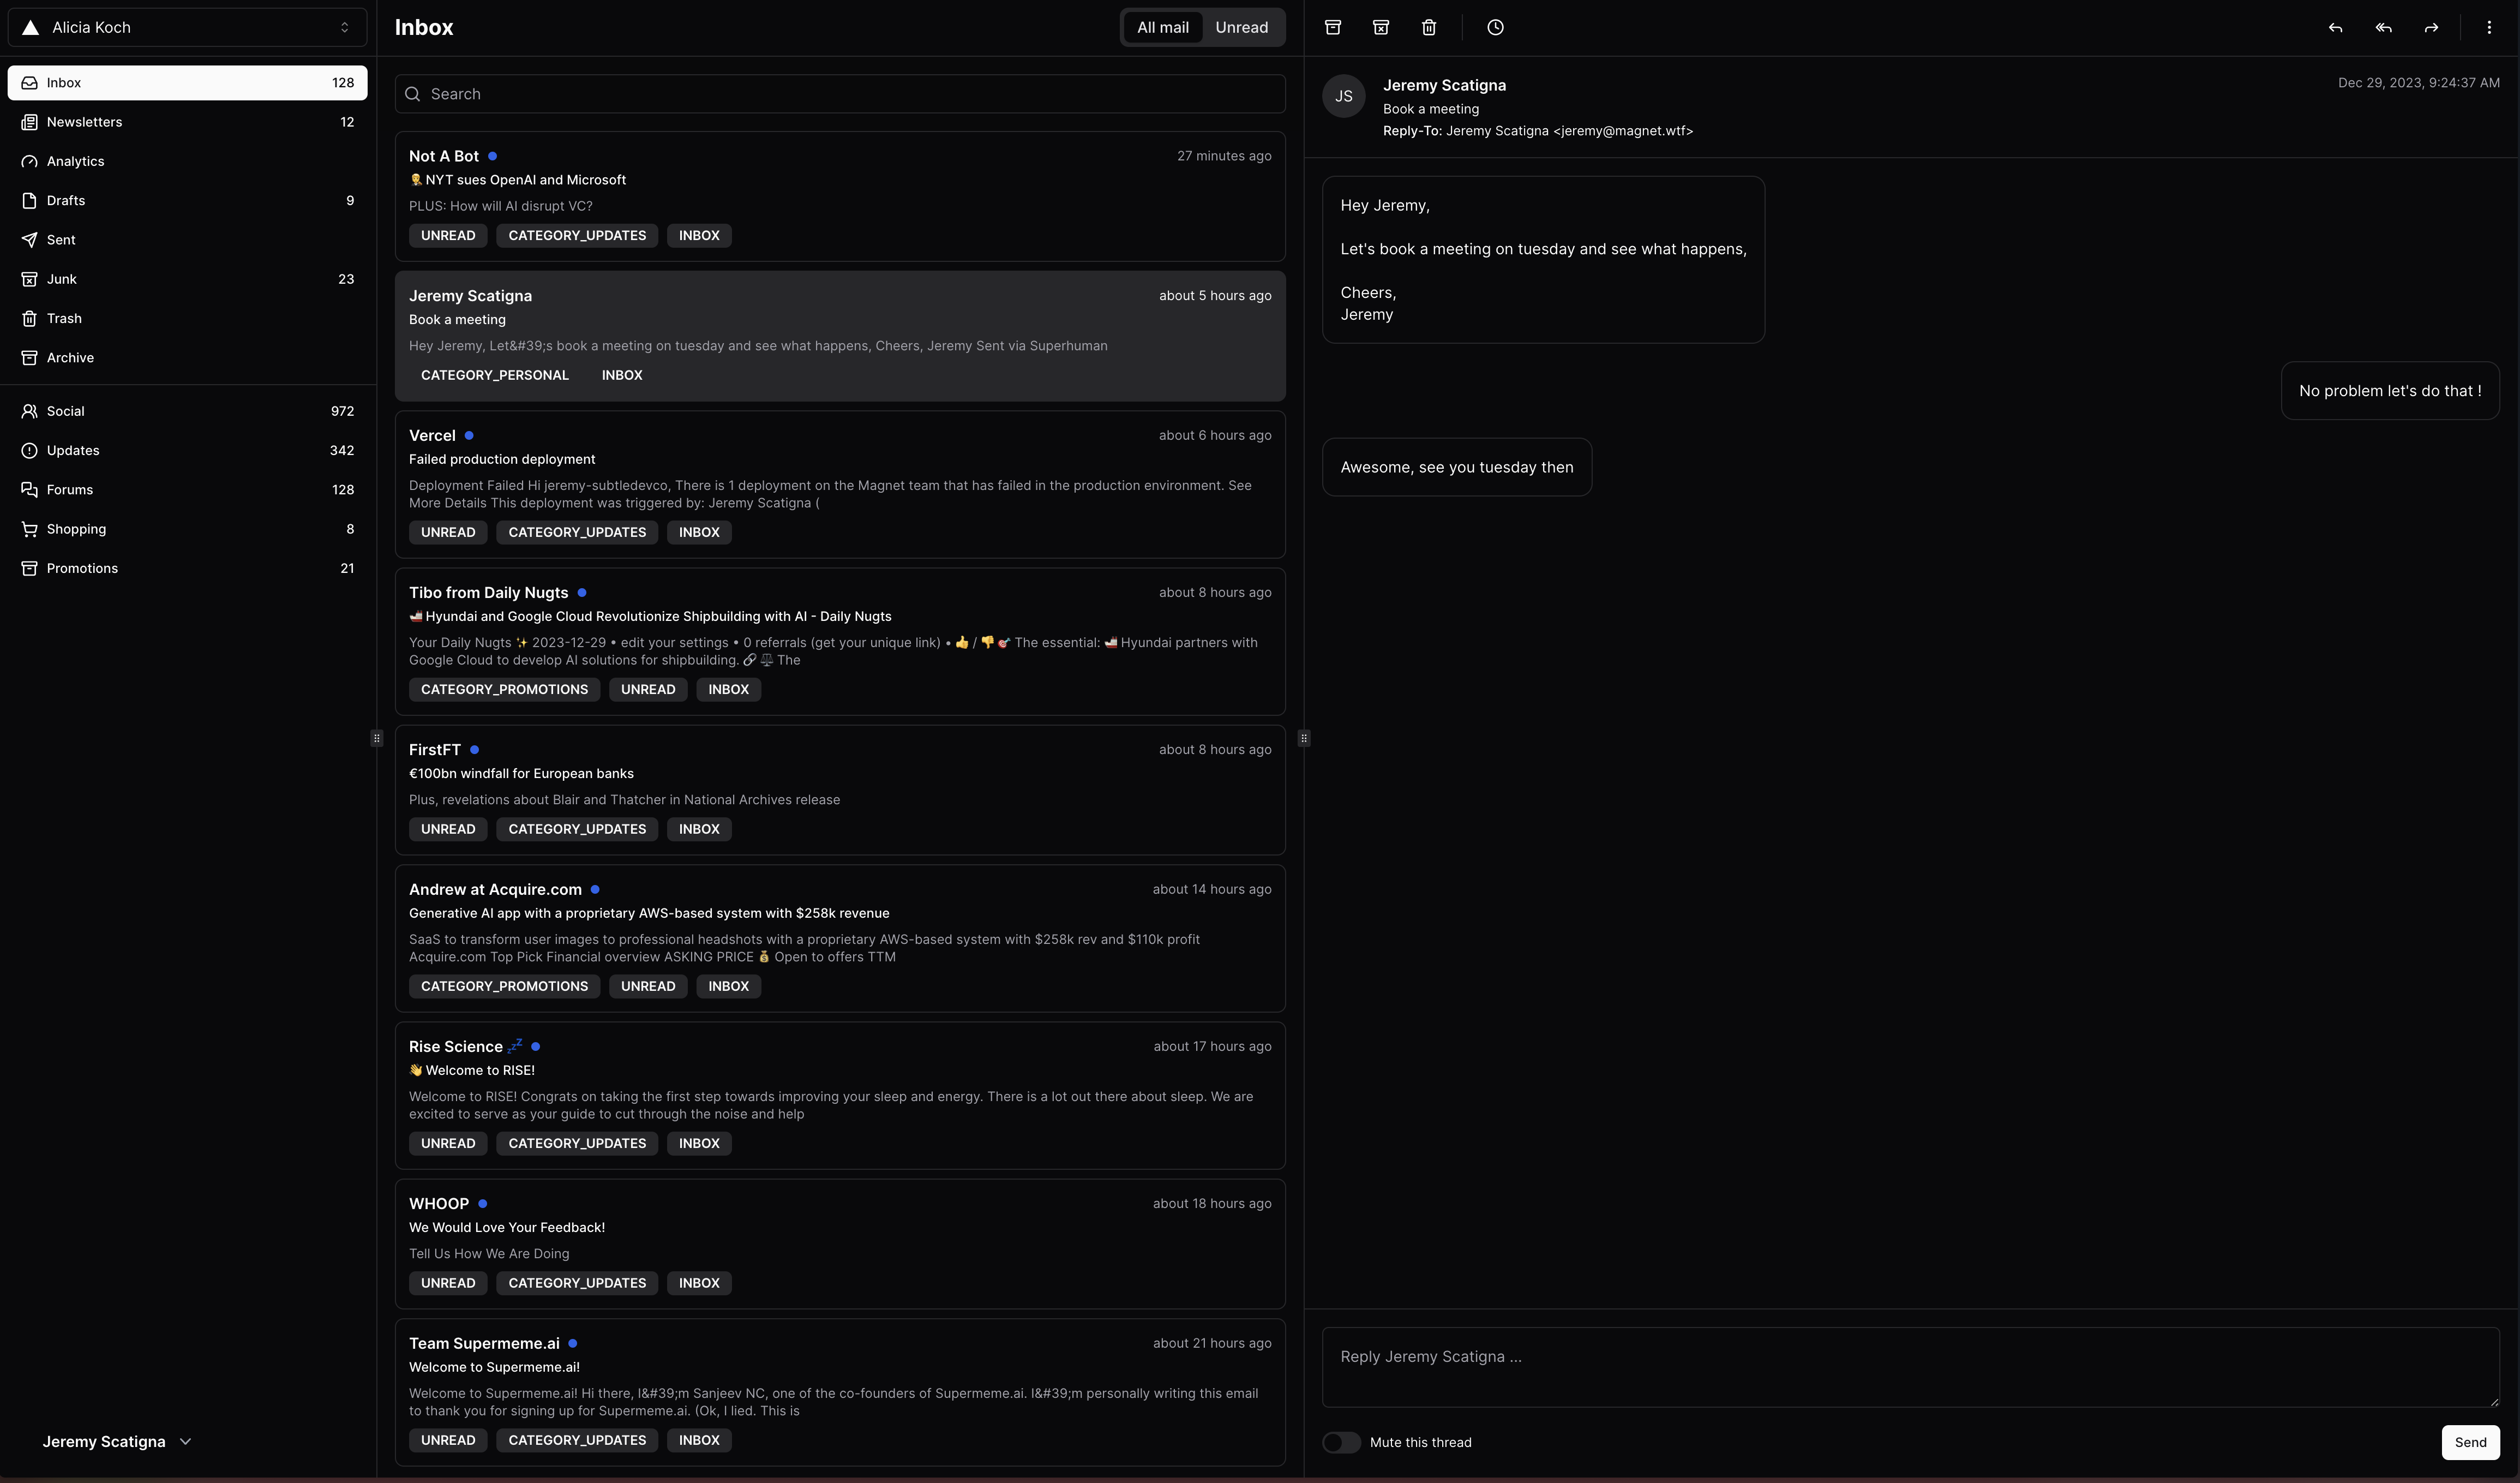 Alicia Koch
Inbox 128
Newsletters 12
Analytics
Drafts 9
Sent
Junk 23
Trash
Archive
Social 972
Updates 342
Forums 128
Shopping 8
Promotions 21
Jeremy Scatigna
Inbox
All mail Unread
Search
Not A Bot 27 minutes ago
🤦‍♂️NYT sues OpenAI and Microsoft
PLUS: How will AI disrupt VC?
UNREAD CATEGORY_UPDATES INBOX
Jeremy Scatigna about 5 hours ago
Book a meeting
Hey Jeremy, Let&#39;s book a meeting on tuesday and see what happens, Cheers, Jeremy Sent via Superhuman
CATEGORY_PERSONAL INBOX
Vercel about 6 hours ago
Failed production deployment
Deployment Failed Hi jeremy-subtledevco, There is 1 deployment on the Magnet team that has failed in the production environment. See
More Details This deployment was triggered by: Jeremy Scatigna (
UNREAD CATEGORY_UPDATES INBOX
Tibo from Daily Nugts about 8 hours ago
🚢Hyundai and Google Cloud Revolutionize Shipbuilding with AI - Daily Nugts
Your Daily Nugts ✨ 2023-12-29 • edit your settings • 0 referrals (get your unique link) • 👍 / 👎 🎯 The essential: 🚢 Hyundai partners with
Google Cloud to develop AI solutions for shipbuilding. 🔗 ⚖️ The
CATEGORY_PROMOTIONS UNREAD INBOX
FirstFT about 8 hours ago
€100bn windfall for European banks
Plus, revelations about Blair and Thatcher in National Archives release
UNREAD CATEGORY_UPDATES INBOX
Andrew at Acquire.com about 14 hours ago
Generative AI app with a proprietary AWS-based system with $258k revenue
SaaS to transform user images to professional headshots with a proprietary AWS-based system with $258k rev and $110k profit
Acquire.com Top Pick Financial overview ASKING PRICE 💰 Open to offers TTM
CATEGORY_PROMOTIONS UNREAD INBOX
Rise Science 💤 about 17 hours ago
👋 Welcome to RISE!
Welcome to RISE! Congrats on taking the first step towards improving your sleep and energy. There is a lot out there about sleep. We are
excited to serve as your guide to cut through the noise and help
UNREAD CATEGORY_UPDATES INBOX
WHOOP about 18 hours ago
We Would Love Your Feedback!
Tell Us How We Are Doing
UNREAD CATEGORY_UPDATES INBOX
Team Supermeme.ai about 21 hours ago
Welcome to Supermeme.ai!
Welcome to Supermeme.ai! Hi there, I&#39;m Sanjeev NC, one of the co-founders of Supermeme.ai. I&#39;m personally writing this email
to thank you for signing up for Supermeme.ai. (Ok, I lied. This is
UNREAD CATEGORY_UPDATES INBOX
JS
Jeremy Scatigna Dec 29, 2023, 9:24:37 AM
Book a meeting
Reply-To: Jeremy Scatigna <jeremy@magnet.wtf>
Hey Jeremy,
Let's book a meeting on tuesday and see what happens,
Cheers,
Jeremy
No problem let's do that !
Awesome, see you tuesday then
Reply Jeremy Scatigna ...
Mute this thread Send